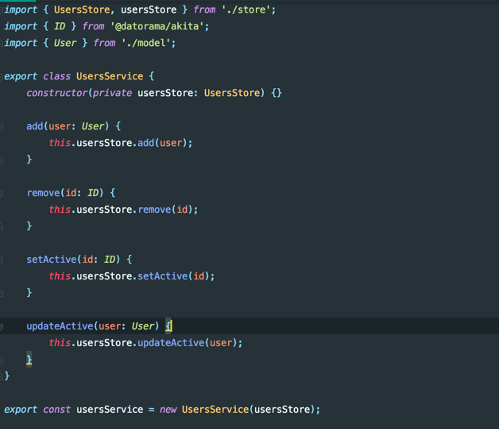 import { UsersStore, usersStore } from './store';
import { ID } from '@datorama/akita';
import { User } from './model';
export class UsersService {
constructor(private usersStore: UsersStore) {}
add(user: User) {
this.usersStore.add(user);
}
remove(id: ID) {
this.usersStore.remove(id);
}
setActive(id: ID) {
this.usersStore.setActive(id);
}
updateActive(user: User) {
this.usersStore.updateActive(user);
}
}
export const usersService = new UsersService(usersStore);